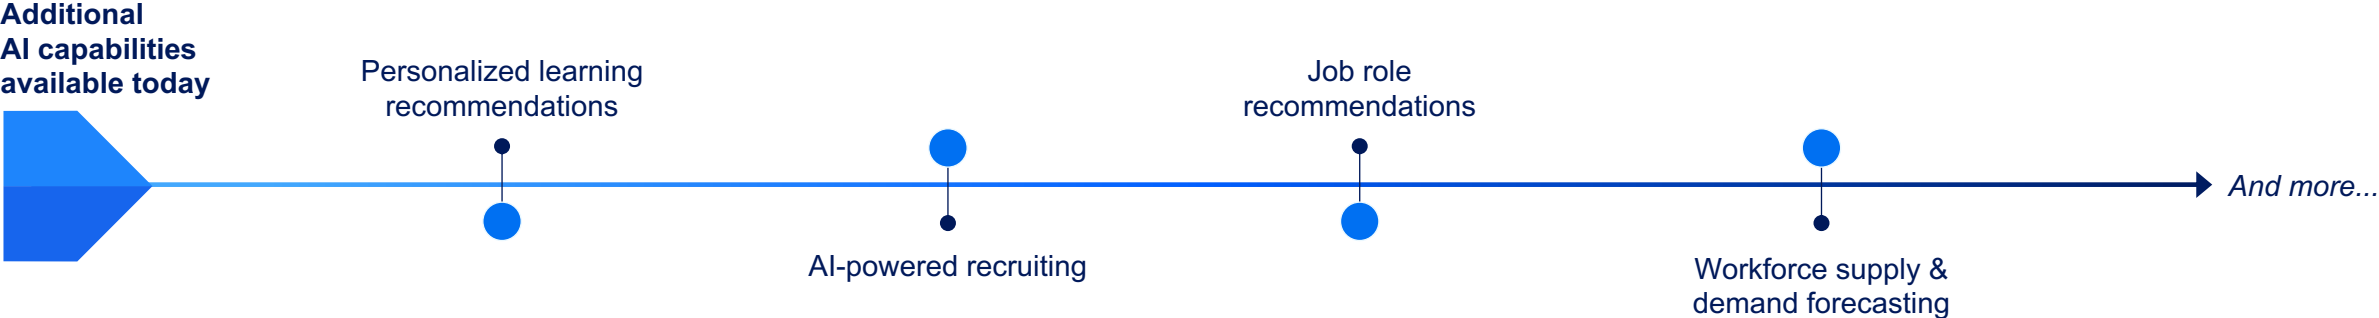 Additional
AI capabilities
available today
Personalized learning
recommendations
AI-powered recruiting
Job role
recommendations
Workforce supply &
demand forecasting
And more...